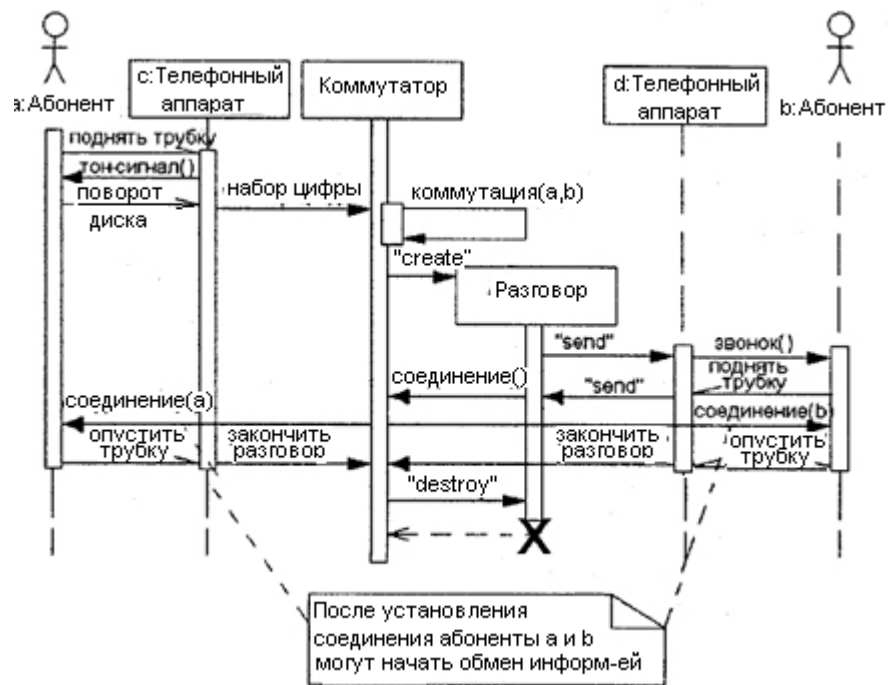 a:Абонент
c:Телефонный
аппарат
Коммутатор
d:Телефонный
аппарат
b:Абонент
поднять трубку
тон-сигнал()
поворот
диска
набор цифры
коммутация(a,b)
"create"
Разговор
"send"
звонок()
поднять
трубку
соединение()
"send"
соединение(a)
соединение(b)
опустить
трубку
закончить
разговор
закончить
разговор
опустить
трубку
"destroy"
X
После установления
соединения абоненты a и b
могут начать обмен информ-ей